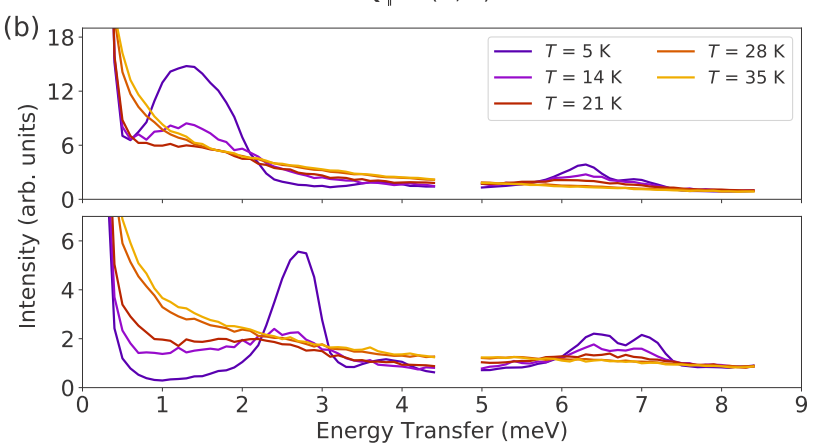 (b)
18
12
6
0
T = 5 K
T = 14 K
T = 21 K
T = 28 K
T = 35 K
Intensity (arb. units)
6
4
2
0
0 1 2 3 4 5 6 7 8 9
Energy Transfer (meV)